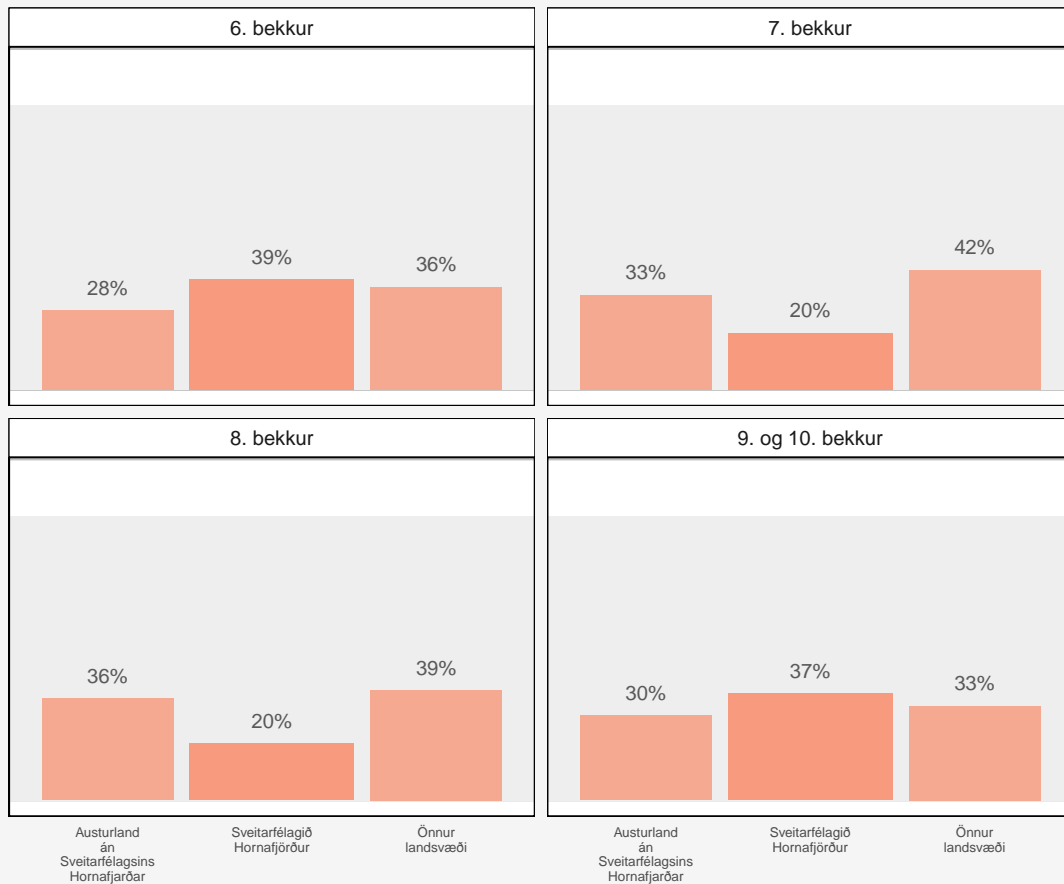 6. bekkur
28%
39%
36%
7. bekkur
33%
20%
42%
8. bekkur
36%
20%
39%
9. og 10. bekkur
30%
37%
33%
Austurland
án
Sveitarfélagsins
Hornafjarðar
Sveitarfélagið
Hornafjörður
Önnur
landsvæði
Austurland
án
Sveitarfélagsins
Hornafjarðar
Sveitarfélagið
Hornafjörður
Önnur
landsvæði